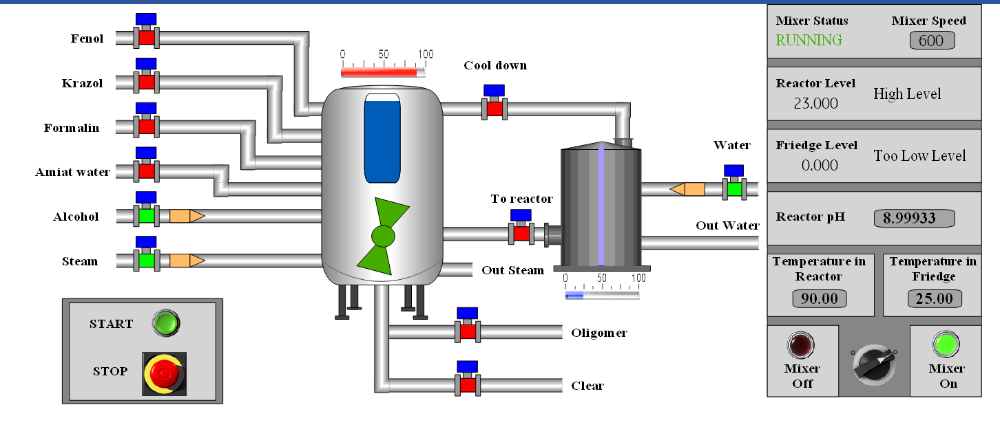 Fenol
Krazol
Formalin
Amiat water
Alcohol
Steam
START
STOP
0 50 100
Cool down
To reactor
Water
Out Water
Out Steam
0 50 100
Oligomer
Clear
Mixer Status
RUNNING
Mixer Speed
600
Reactor Level
23.000
High Level
Friedge Level
0.000
Too Low Level
Reactor pH
8.99933
Temperature in
Reactor
90.00
Temperature in
Friedge
25.00
Mixer
Off
Mixer
On